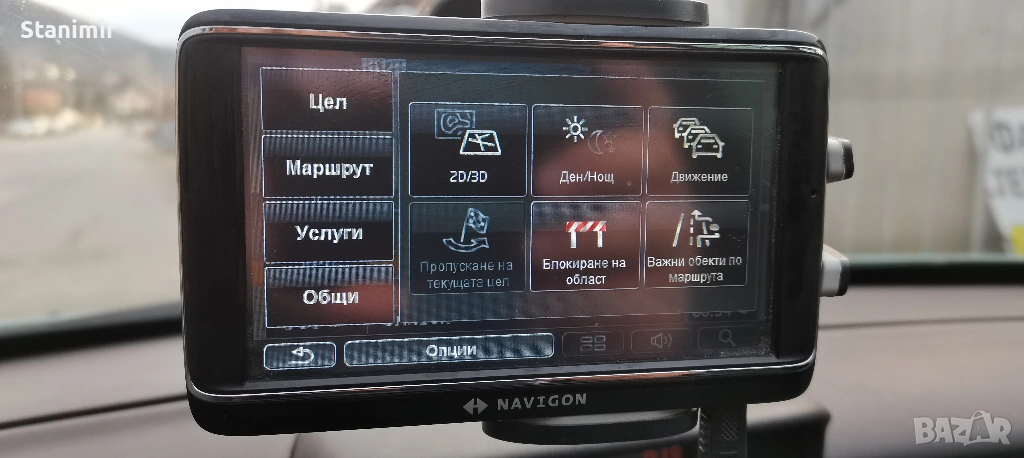 Stanimii
Цел
Маршрут
Услуги
Общи
2D/3D
Ден/Нощ
Движение
Пропускане на
текущата цел
Блокиране на
област
Важни обекти по
маршрута
Опции
NAVIGON
BAZAR